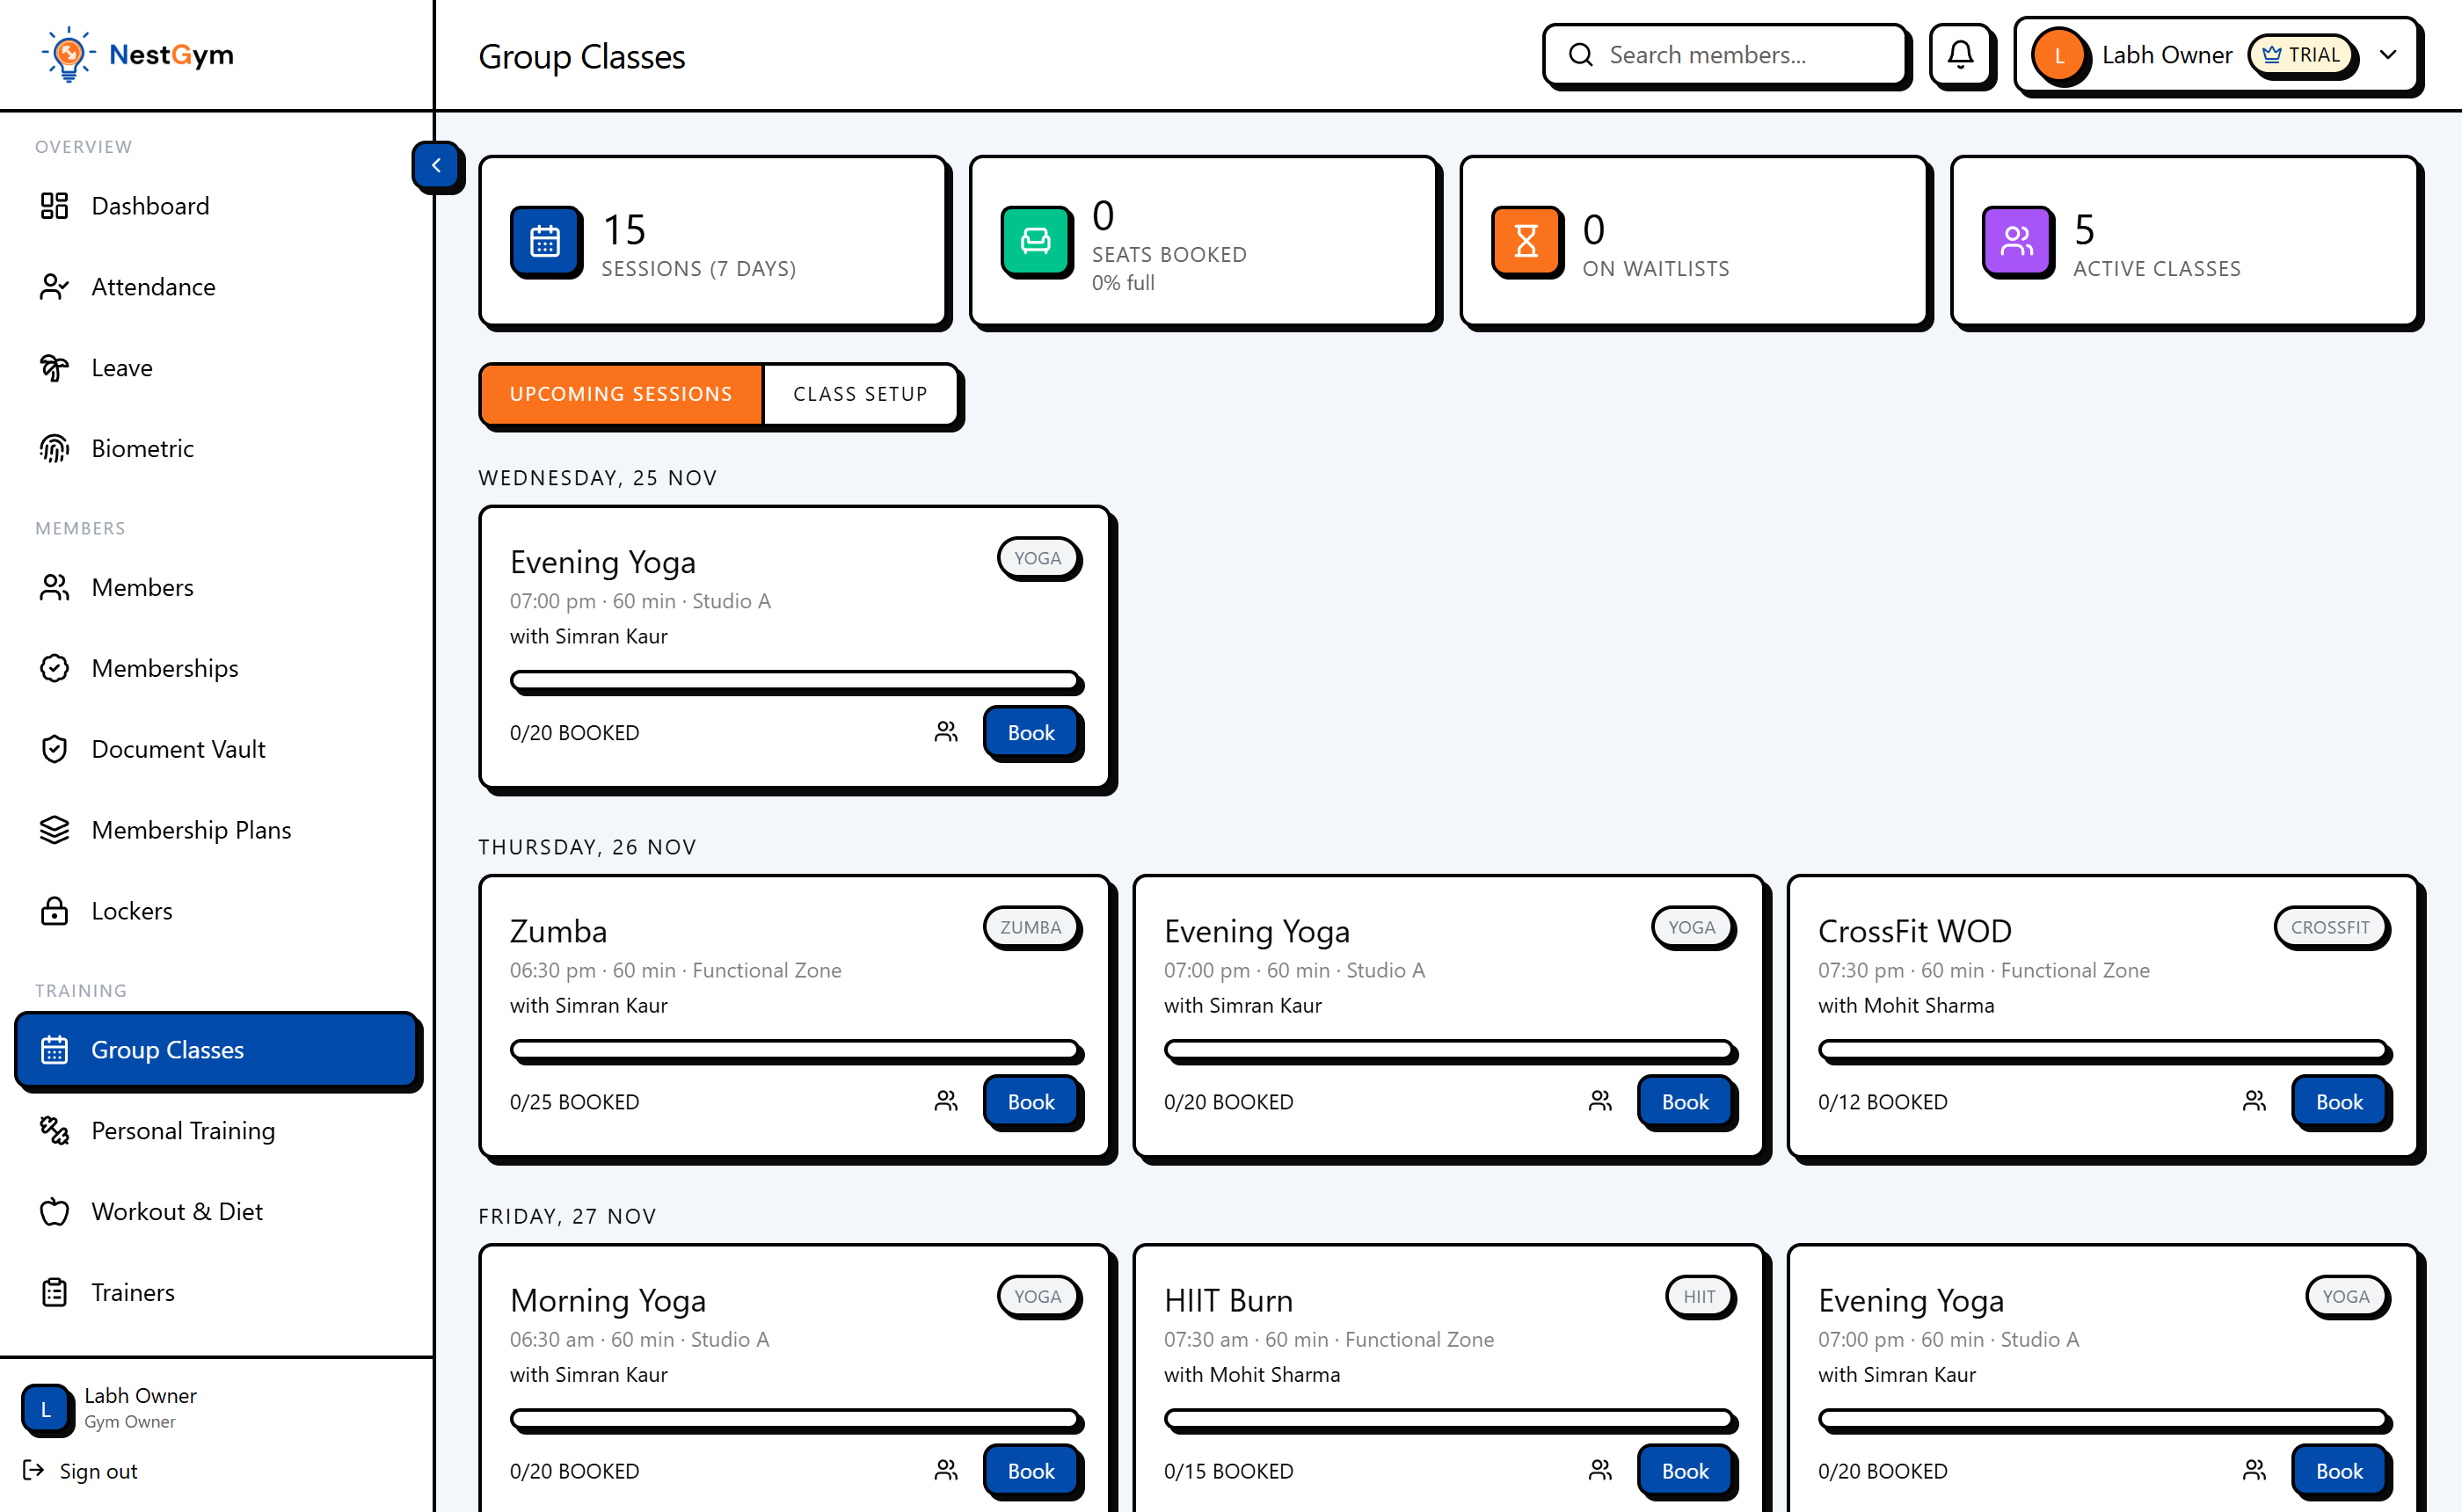 NestGym
Group Classes
Search members...
L
Labh Owner
TRIAL
OVERVIEW
Dashboard
Attendance
Leave
Biometric
MEMBERS
Members
Memberships
Document Vault
Membership Plans
Lockers
TRAINING
Group Classes
Personal Training
Workout & Diet
Trainers
L
Labh Owner
Gym Owner
Sign out
15
SESSIONS (7 DAYS)
0
SEATS BOOKED
0% full
0
ON WAITLISTS
5
ACTIVE CLASSES
UPCOMING SESSIONS
CLASS SETUP
WEDNESDAY, 25 NOV
Evening Yoga
YOGA
07:00 pm · 60 min · Studio A
with Simran Kaur
0/20 BOOKED
Book
THURSDAY, 26 NOV
Zumba
ZUMBA
06:30 pm · 60 min · Functional Zone
with Simran Kaur
0/25 BOOKED
Book
Evening Yoga
YOGA
07:00 pm · 60 min · Studio A
with Simran Kaur
0/20 BOOKED
Book
CrossFit WOD
CROSSFIT
07:30 pm · 60 min · Functional Zone
with Mohit Sharma
0/12 BOOKED
Book
FRIDAY, 27 NOV
Morning Yoga
YOGA
06:30 am · 60 min · Studio A
with Simran Kaur
0/20 BOOKED
Book
HIIT Burn
HIIT
07:30 am · 60 min · Functional Zone
with Mohit Sharma
0/15 BOOKED
Book
Evening Yoga
YOGA
07:00 pm · 60 min · Studio A
with Simran Kaur
0/20 BOOKED
Book